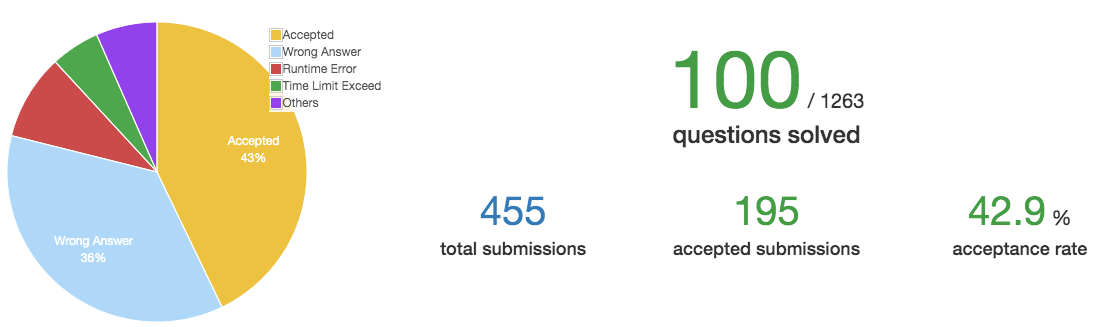 Accepted
Wrong Answer
Runtime Error
Time Limit Exceed
Others
Accepted
43%
Wrong Answer
36%
100 / 1263
questions solved
455
total submissions
195
accepted submissions
42.9 %
acceptance rate